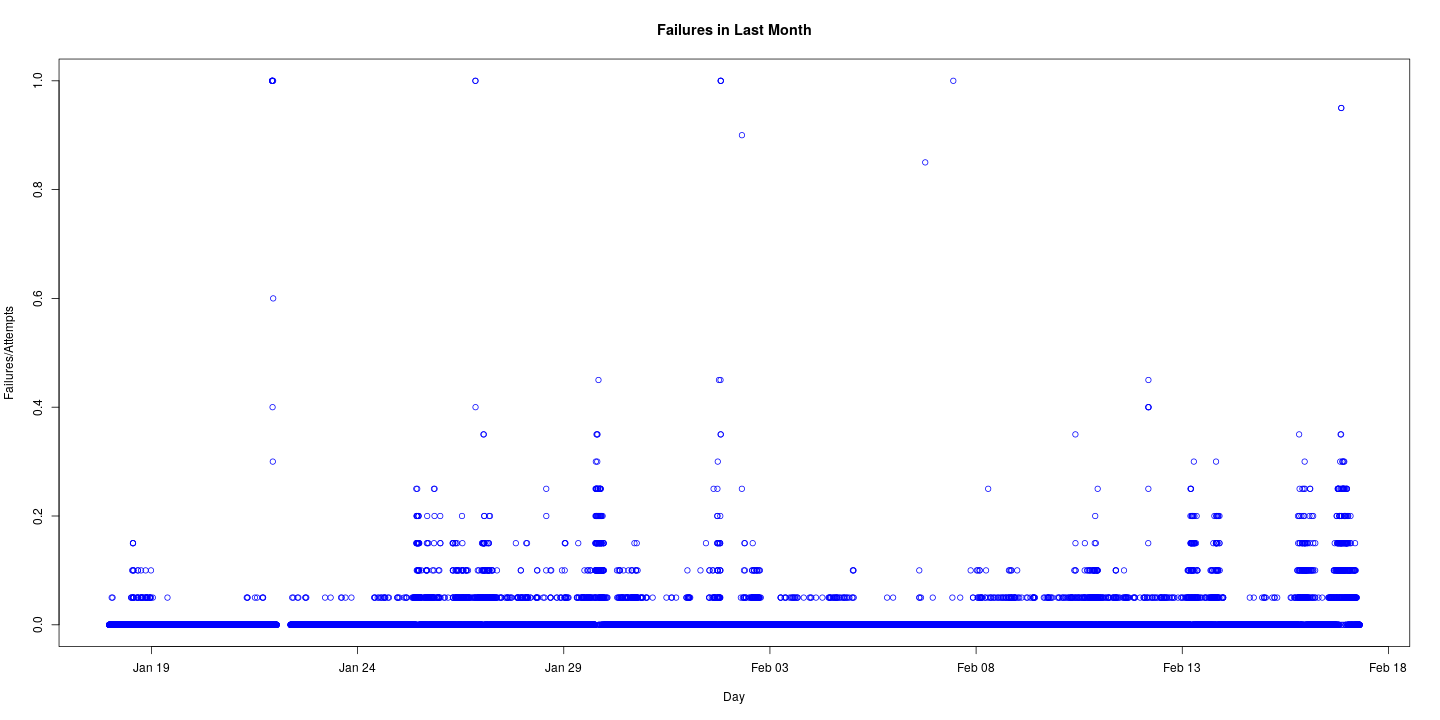 Failures in Last Month
Failures/Attempts
1.0
0.8
0.6
0.4
0.2
0.0
Jan 19
Jan 24
Jan 29
Feb 03
Feb 08
Feb 13
Feb 18
Day